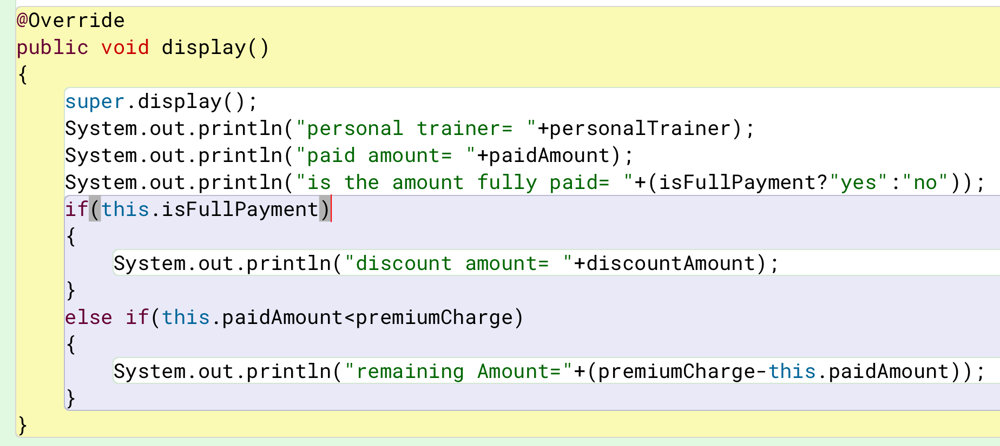 @Override
public void display()
{
super.display();
System.out.println("personal trainer= "+personalTrainer);
System.out.println("paid amount= "+paidAmount);
System.out.println("is the amount fully paid= "+(isFullPayment?"yes":"no"));
if(this.isFullPayment)
{
System.out.println("discount amount= "+discountAmount);
}
else if(this.paidAmount<premiumCharge)
{
System.out.println("remaining Amount="+(premiumCharge-this.paidAmount));
}
}